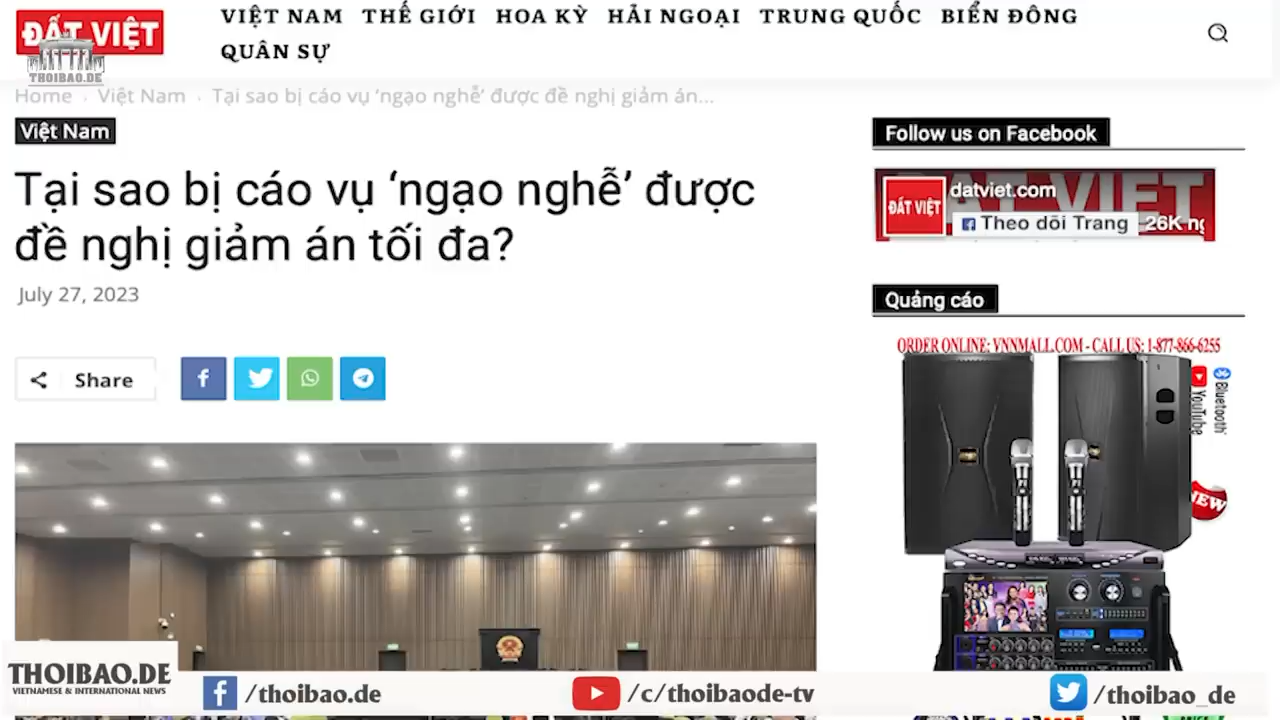 ĐẤT VIỆT
THOIBAO.DE
VIỆT NAM THẾ GIỚI HOA KỲ HẢI NGOẠI TRUNG QUỐC BIỂN ĐÔNG
QUÂN SỰ
Home › Việt Nam › Tại sao bị cáo vụ ‘ngạo nghễ’ được đề nghị giảm án...
Việt Nam
Tại sao bị cáo vụ ‘ngạo nghễ’ được
đề nghị giảm án tối đa?
July 27, 2023
Share
Follow us on Facebook
ĐẤT VIỆT
datviet.com
Theo dõi Trang 26K
Quảng cáo
ORDER ONLINE: VNNMALL.COM - CALL US: 1-877-866-6255
Bluetooth
YouTube
NEW
THOIBAO.DE
VIETNAMESE & INTERNATIONAL NEWS
/thoibao.de
/c/thoibaode-tv
/thoibao_de